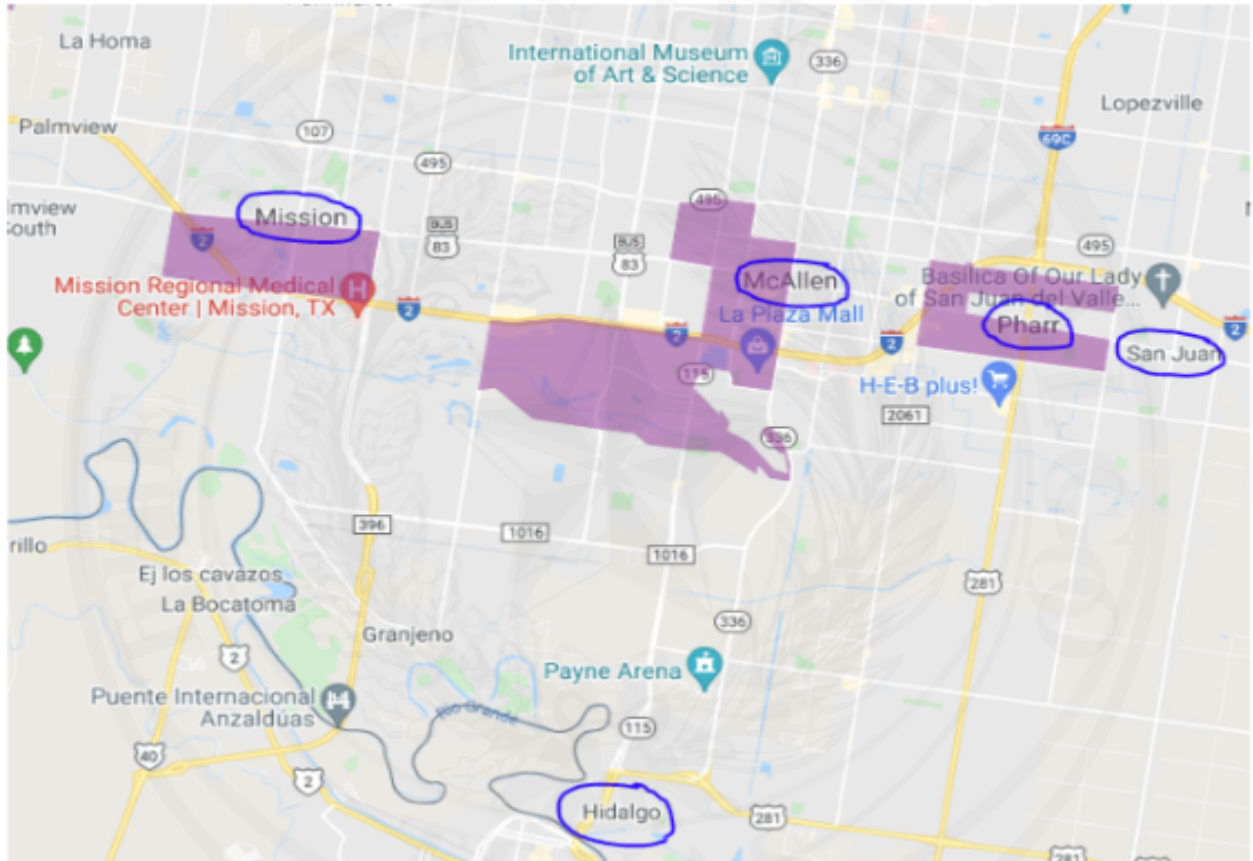 La Homa
International Museum
of Art & Science
336
Lopezville
Palmview
107
69C
495
lmview
South
Mission
495
BUS
83
BUS
83
495
2
McAllen
Basilica Of Our Lady
of San Juan del Valle...
Mission Regional Medical
Center | Mission, TX
H
2
La Plaza Mall
2
2
Pharr
2
San Juan
115
H-E-B plus!
2061
336
396
1016
1016
rillo
Ej los cavazos
La Bocatoma
281
336
Granjeno
2
Payne Arena
Puente Internacional
Anzaldúas
Rio Grande
115
40
2
Hidalgo
281
281